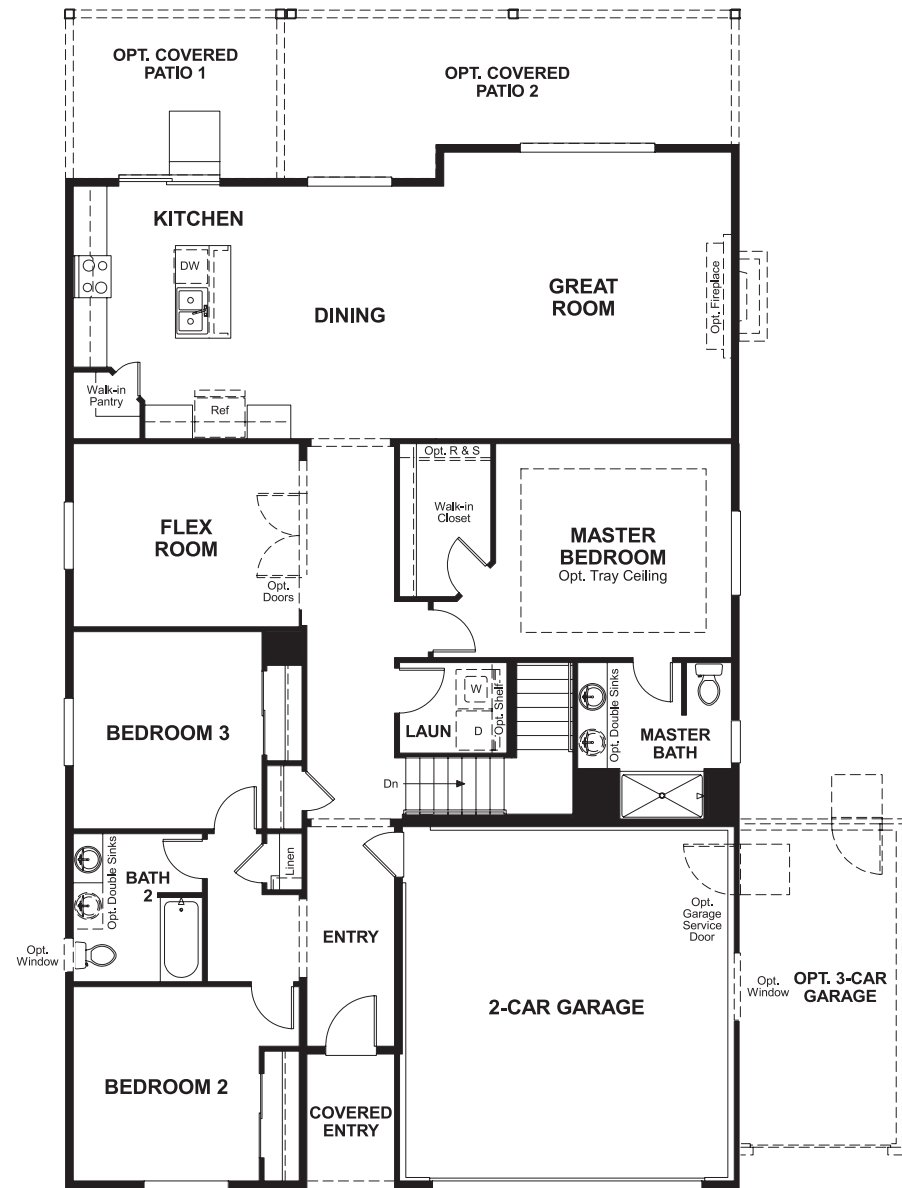 OPT. COVERED
PATIO 1
OPT. COVERED
PATIO 2
KITCHEN
DW
DINING
GREAT
ROOM
Opt. Fireplace
Walk-in
Pantry
Ref
Opt. R & S
Walk-in
Closet
FLEX
ROOM
Opt.
Doors
MASTER
BEDROOM
Opt. Tray Ceiling
BEDROOM 3
LAUN
W
D
Opt. Shelf
Opt. Double Sinks
MASTER
BATH
Dn
BATH
2
Opt. Double Sinks
Linen
Opt.
Window
ENTRY
Opt.
Garage
Service
Door
2-CAR GARAGE
Opt.
Window
OPT. 3-CAR
GARAGE
BEDROOM 2
COVERED
ENTRY